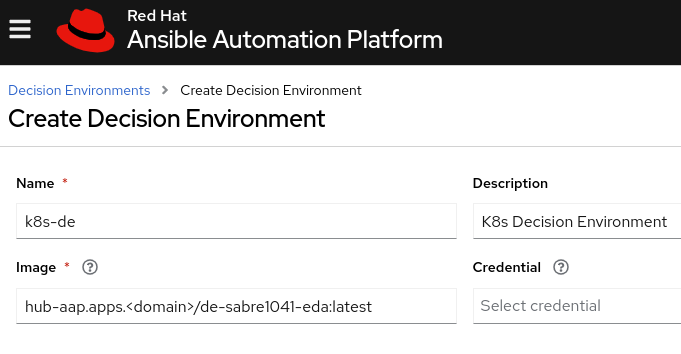 Red Hat
Ansible Automation Platform
Decision Environments > Create Decision Environment
Create Decision Environment
Name * Description
k8s-de K8s Decision Environment
Image * ? Credential ?
hub-aap.apps.<domain>/de-sabre1041-eda:latest Select credential